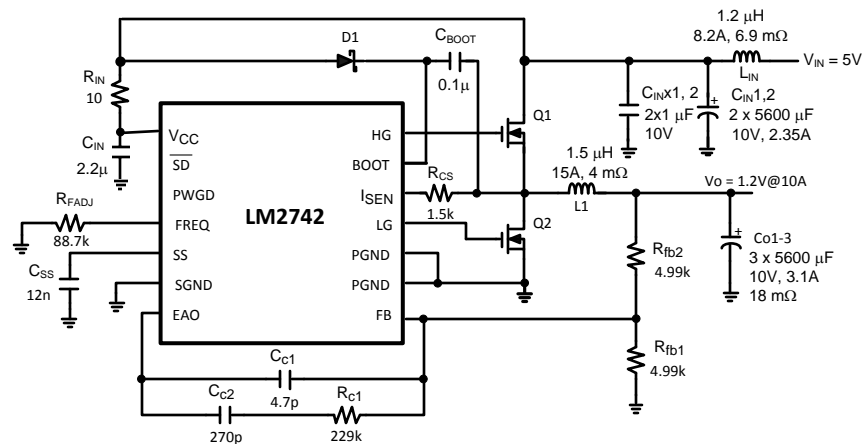 1.2 µH
8.2A, 6.9 mΩ
L_IN
V_IN = 5V
D1
C_BOOT
0.1µ
R_IN
10
C_IN
2.2µ
C_INx1, 2
2x1 µF
10V
C_IN1,2
2 x 5600 µF
10V, 2.35A
Q1
V_CC
SD
PWGD
FREQ
SS
SGND
EAO
LM2742
HG
BOOT
I_SEN
LG
PGND
PGND
FB
R_CS
1.5k
1.5 µH
15A, 4 mΩ
L1
Vo = 1.2V@10A
Q2
R_FADJ
88.7k
C_SS
12n
R_fb2
4.99k
Co1-3
3 x 5600 µF
10V, 3.1A
18 mΩ
R_fb1
4.99k
C_c1
4.7p
C_c2
270p
R_c1
229k